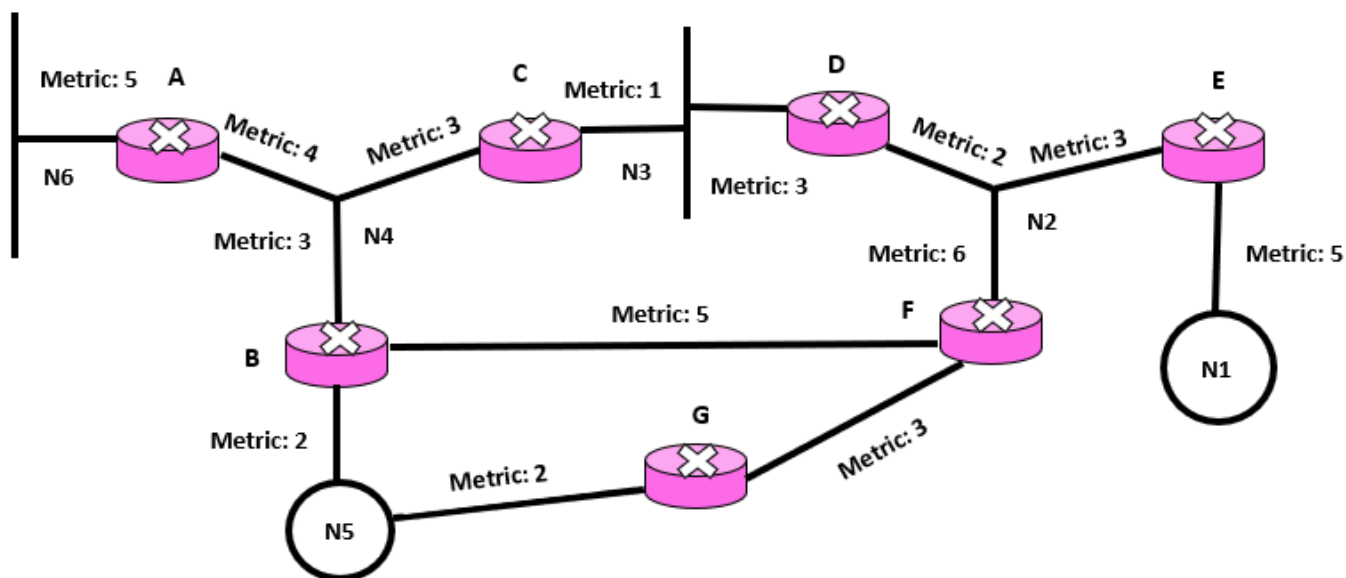 Metric: 5
A
C
Metric: 1
D
E
Metric: 4
Metric: 3
Metric: 2
Metric: 3
N6
N3
Metric: 3
Metric: 3
N4
N2
Metric: 6
Metric: 5
Metric: 5
F
B
N1
G
Metric: 2
Metric: 2
Metric: 3
N5